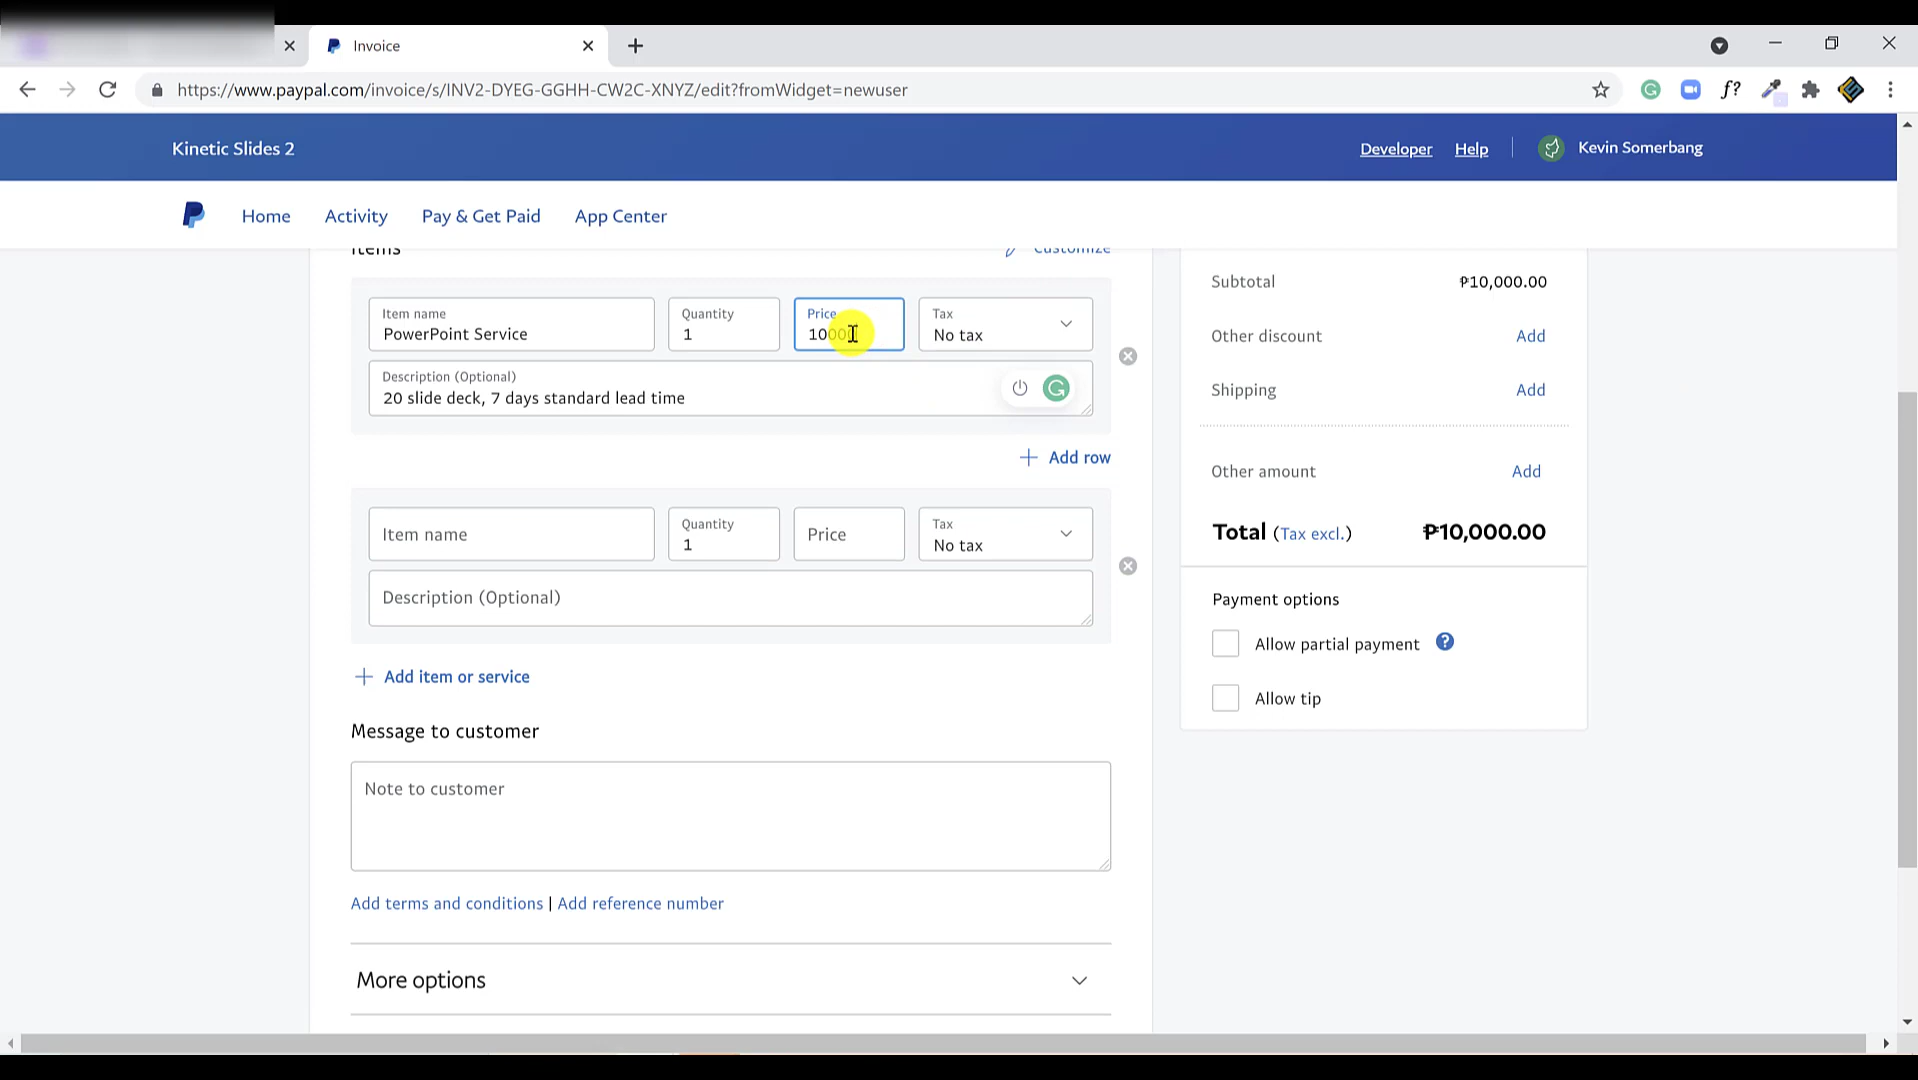 Invoice
https://www.paypal.com/invoice/s/INV2-DYEG-GGHH-CW2C-XNYZ/edit?fromWidget=newuser
f?
Kinetic Slides 2
Developer
Help
Kevin Somerbang
Home
Activity
Pay & Get Paid
App Center
Items
Customize
Item name
PowerPoint Service
Quantity
1
Price
Tax
No tax
Description (Optional)
20 slide deck, 7 days standard lead time
Add row
Item name
Quantity
1
Price
Tax
No tax
Description (Optional)
Add item or service
Message to customer
Note to customer
Add terms and conditions | Add reference number
More options
Subtotal
₱10,000.00
Other discount
Add
Shipping
Add
Other amount
Add
Total (Tax excl.)
₱10,000.00
Payment options
Allow partial payment
Allow tip